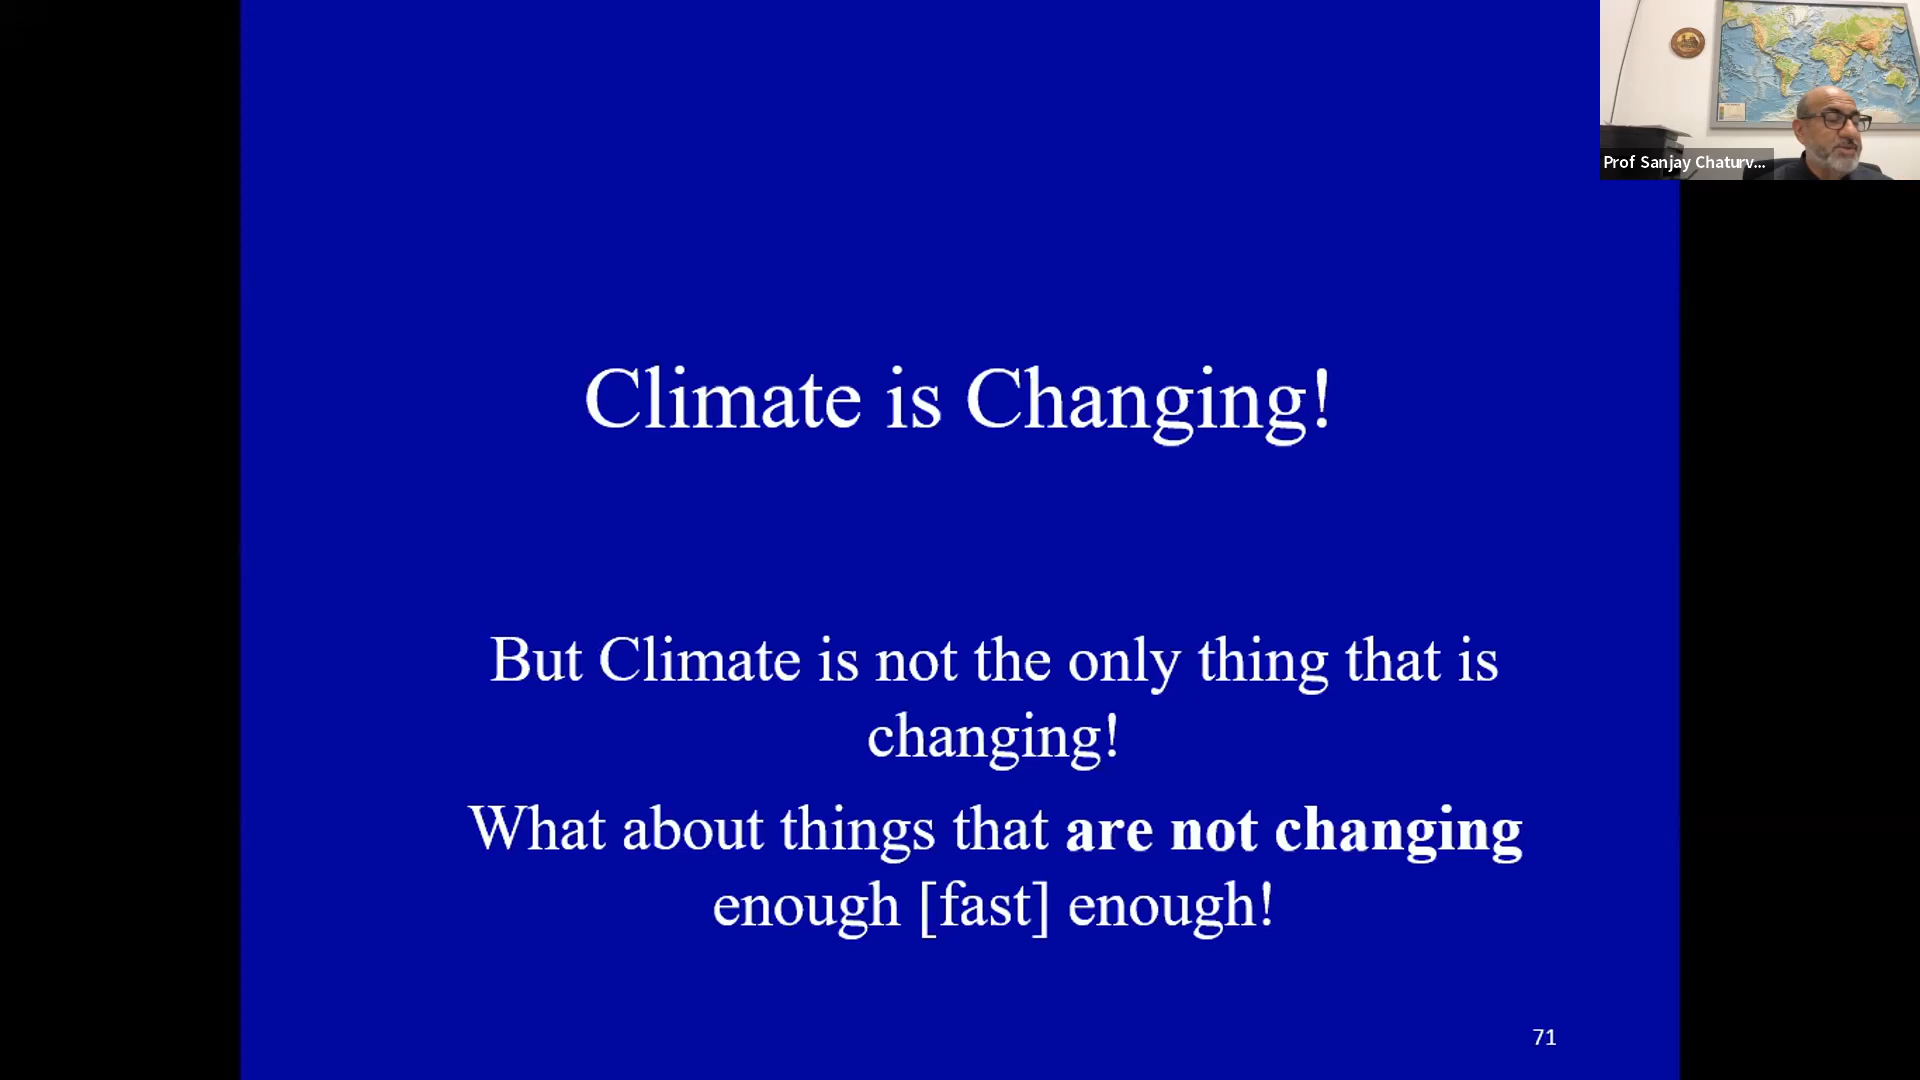 Prof Sanjay Chaturv...
Climate is Changing!
But Climate is not the only thing that is
changing!
What about things that are not changing
enough [fast] enough!
71